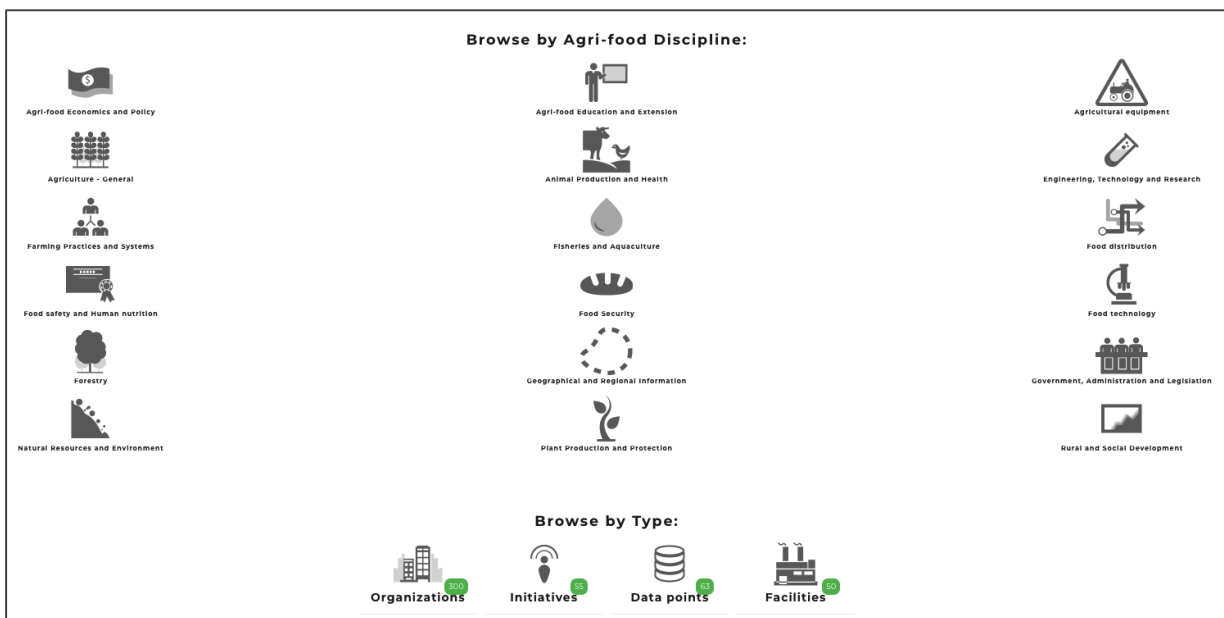 Browse by Agri-food Discipline:
$
Agri-food Economics and Policy
Agri-food Education and Extension
Agricultural equipment
Agriculture - General
Animal Production and Health
Engineering, Technology and Research
Farming Practices and Systems
Fisheries and Aquaculture
Food distribution
Food safety and Human nutrition
Food Security
Food technology
Forestry
Geographical and Regional Information
Government, Administration and Legislation
Natural Resources and Environment
Plant Production and Protection
Rural and Social Development
Browse by Type:
300
Organizations
55
Initiatives
63
Data points
50
Facilities